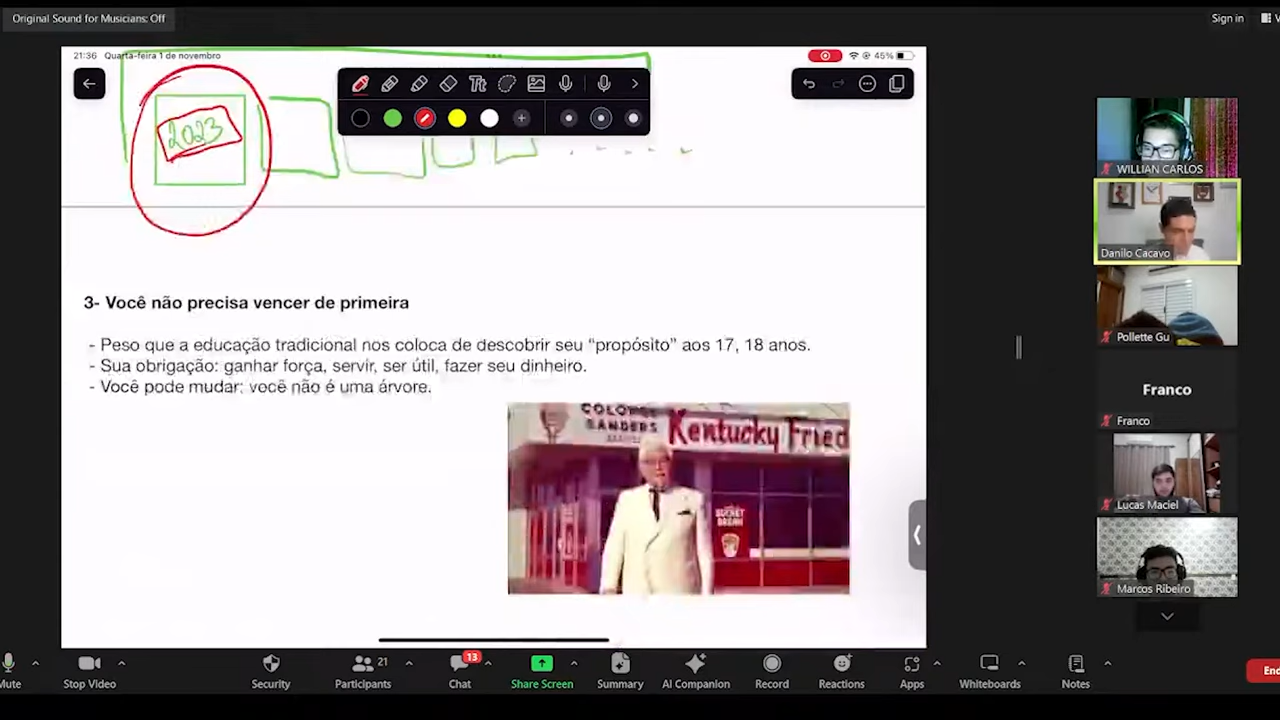 Original Sound for Musicians: Off
Sign in
21:36 Quarta-feira 1 de novembro
45%
2023
3- Você não precisa vencer de primeira
- Peso que a educação tradicional nos coloca de descobrir seu “propósito” aos 17, 18 anos.
- Sua obrigação: ganhar força, servir, ser útil, fazer seu dinheiro.
- Você pode mudar: você não é uma árvore.
SANDERS
Kentucky Fried
BUCKET
WILLIAN CARLOS
Danilo Cacavo
Pollette Gu
Franco
Franco
Lucas Maciel
Marcos Ribeiro
Mute
Stop Video
Security
Participants 21
Chat 13
Share Screen
Summary
AI Companion
Record
Reactions
Apps
Whiteboards
Notes
End